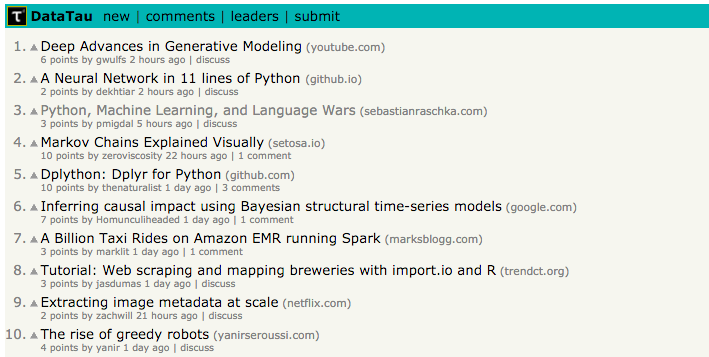 τ DataTau new | comments | leaders | submit
1. Deep Advances in Generative Modeling (youtube.com)
6 points by gwulfs 2 hours ago | discuss
2. A Neural Network in 11 lines of Python (github.io)
2 points by dekhtiar 2 hours ago | discuss
3. Python, Machine Learning, and Language Wars (sebastianraschka.com)
3 points by pmigdal 5 hours ago | discuss
4. Markov Chains Explained Visually (setosa.io)
10 points by zeroviscosity 22 hours ago | 1 comment
5. Dplython: Dplyr for Python (github.com)
10 points by thenaturalist 1 day ago | 3 comments
6. Inferring causal impact using Bayesian structural time-series models (google.com)
7 points by Homunculiheaded 1 day ago | 1 comment
7. A Billion Taxi Rides on Amazon EMR running Spark (marksblogg.com)
3 points by marklit 1 day ago | 1 comment
8. Tutorial: Web scraping and mapping breweries with import.io and R (trendct.org)
3 points by jasdumas 1 day ago | discuss
9. Extracting image metadata at scale (netflix.com)
2 points by zachwill 21 hours ago | discuss
10. The rise of greedy robots (yanirseroussi.com)
4 points by yanir 1 day ago | discuss